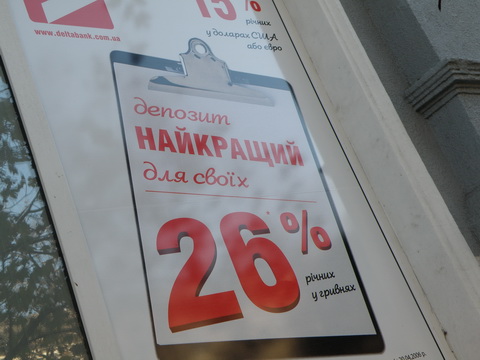 15%
річних
у доларах США
або євро
www.deltabank.com.ua
депозит
НАЙКРАЩИЙ
для своїх
26%
річних
у гривнях